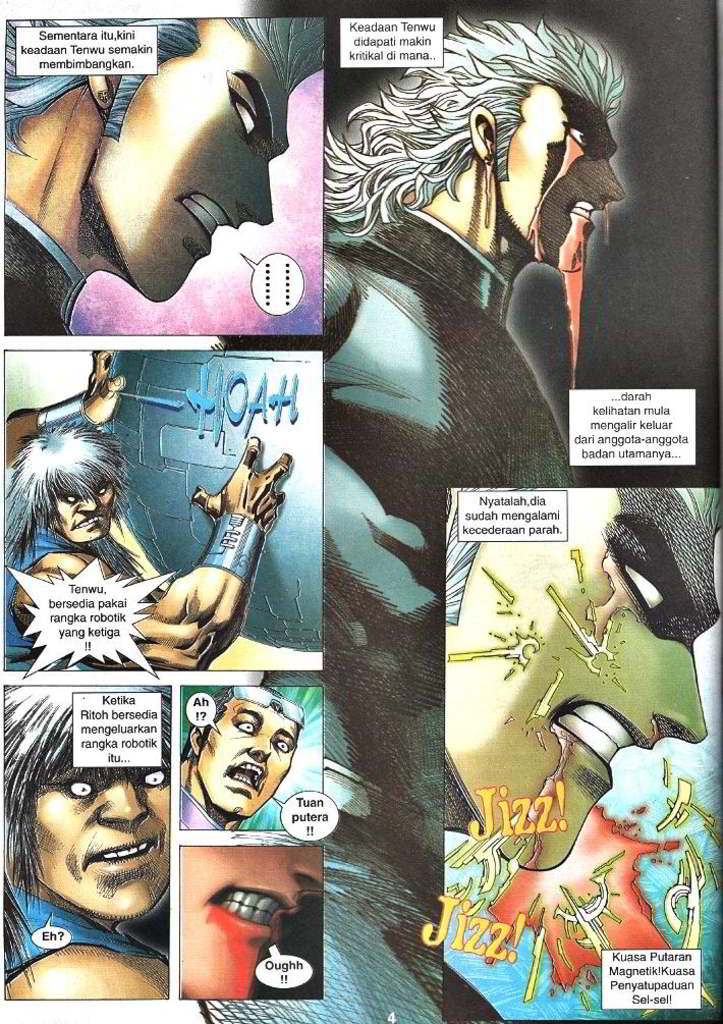 Sementara itu,kini
keadaan Tenwu semakin
membimbangkan.
Keadaan Tenwu
didapati makin
kritikal di mana..
...darah
kelihatan mula
mengalir keluar
dari anggota-anggota
badan utamanya...
HOAH
Tenwu,
bersedia pakai
rangka robotik
yang ketiga
!!
Nyatalah,dia
sudah mengalami
kecederaan parah.
Jizz!
Jizz!
Kuasa Putaran
Magnetik!Kuasa
Penyatupaduan
Sel-sel!
Ketika
Ritoh bersedia
mengeluarkan
rangka robotik
itu...
Eh?
Ah
!?
Tuan
putera
!!
Oughh
!!
4